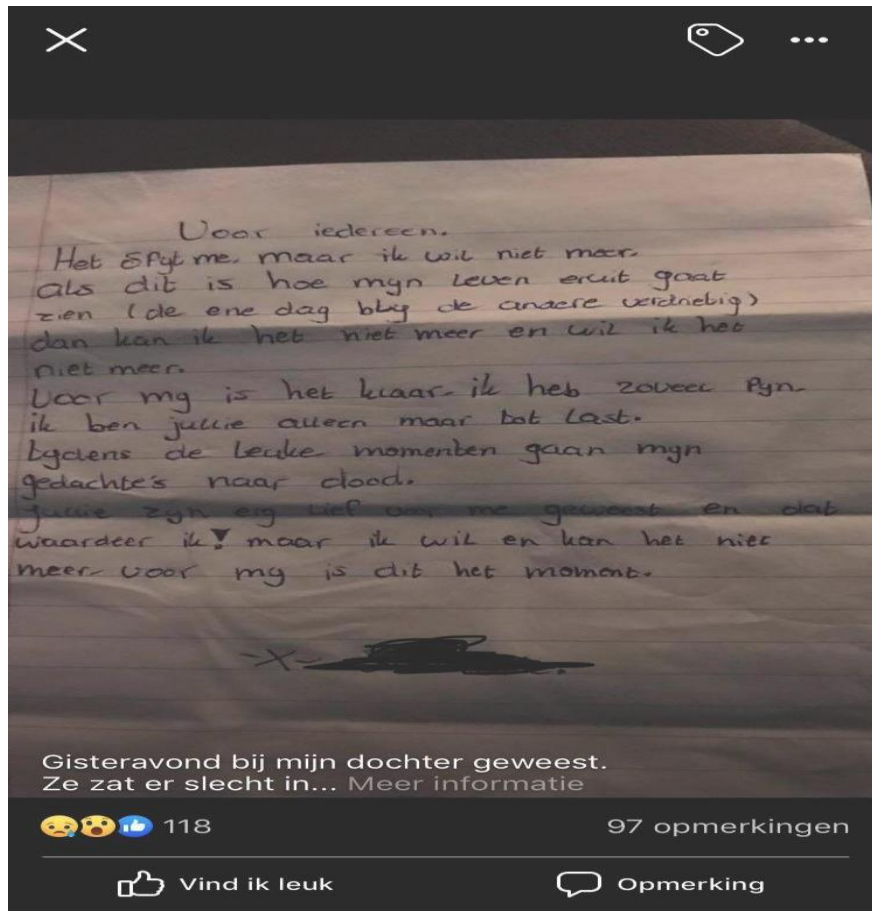 Voor iedereen.
Het spyt me, maar ik wil niet meer.
als dit is hoe myn leven eruit gaat
zien (de ene dag bly de andere verdrietig)
dan kan ik het niet meer en wil ik het
niet meer.
Voor my is het klaar. ik heb zoveel Pyn.
ik ben jullie alleen maar tot last.
tydens de leuke momenten gaan myn
gedachte's naar dood.
jullie zyn erg lief voor me geweest en dat
waardeer ik! maar ik wil en kan het niet
meer. voor my is dit het moment.
-X-
Gisteravond bij mijn dochter geweest.
Ze zat er slecht in... Meer informatie
118
97 opmerkingen
Vind ik leuk
Opmerking